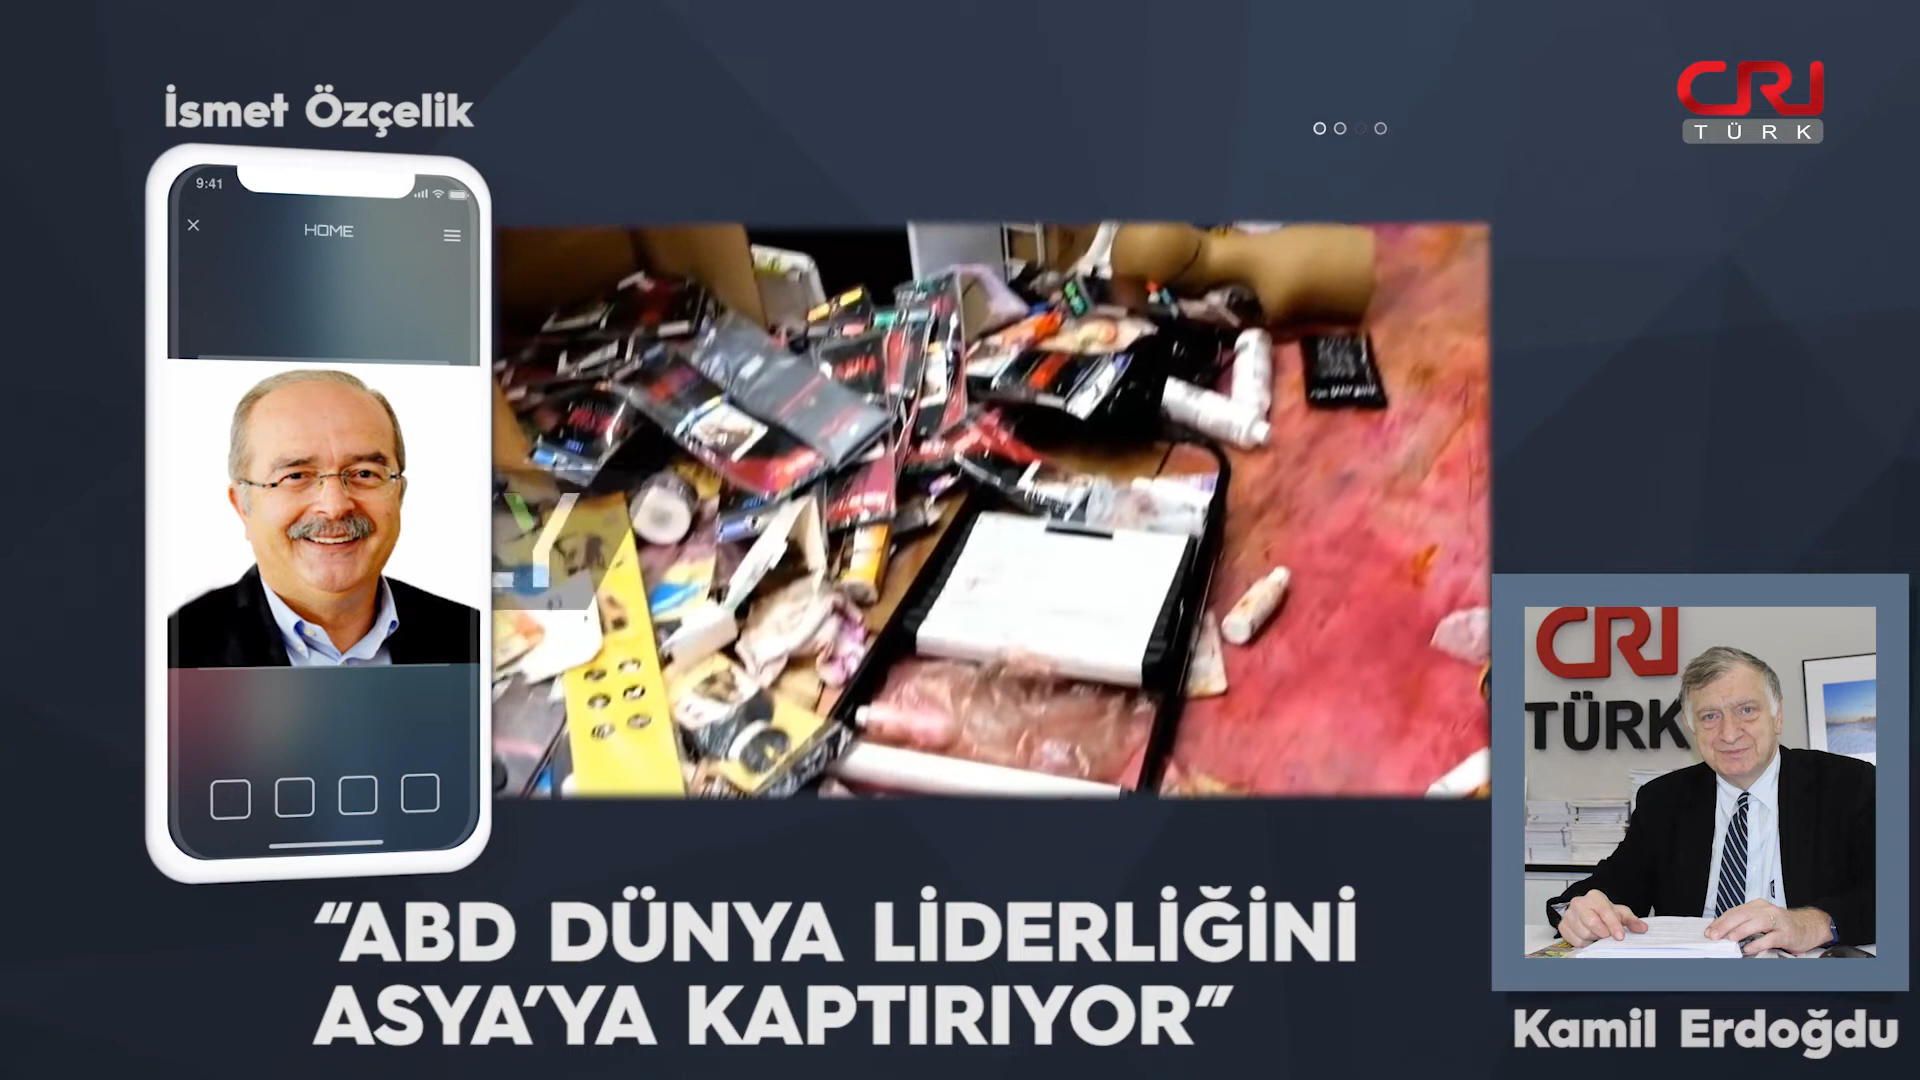 İsmet Özçelik
CRI
TÜRK
9:41
HOME
LY
CRI
TÜRK
“ABD DÜNYA LİDERLİĞİNİ
ASYA’YA KAPTIRIYOR”
Kamil Erdoğdu